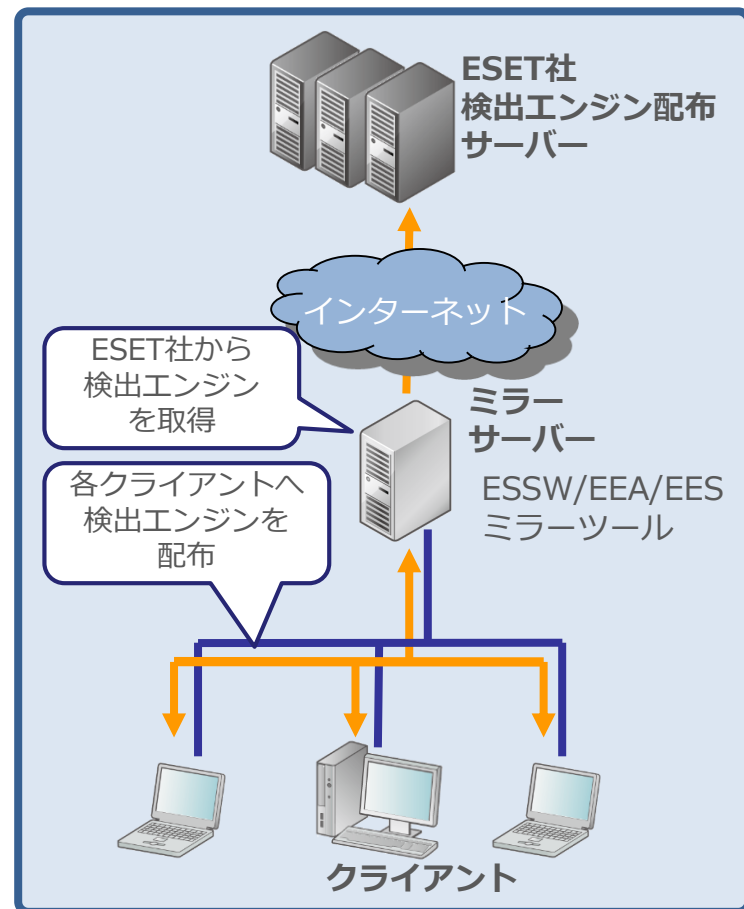 ESET社
検出エンジン配布
サーバー
インターネット
ESET社から
検出エンジン
を取得
ミラー
サーバー
ESSW/EEA/EES
ミラーツール
各クライアントへ
検出エンジンを
配布
クライアント